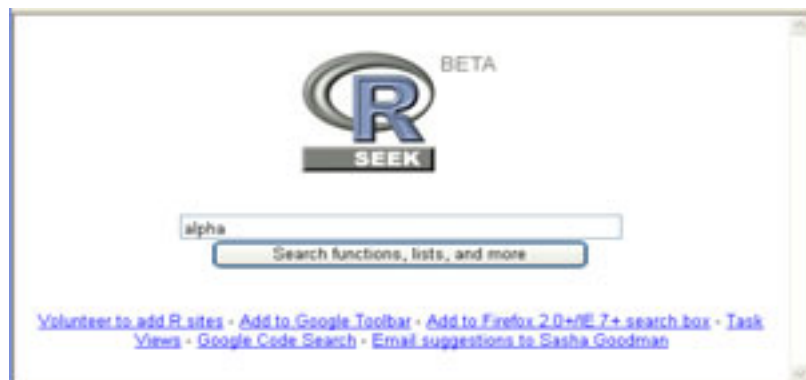 BETA
R
SEEK
alpha
Search functions, lists, and more
Volunteer to add R sites - Add to Google Toolbar - Add to Firefox 2.0+/IE 7+ search box - Task
Views - Google Code Search - Email suggestions to Sasha Goodman